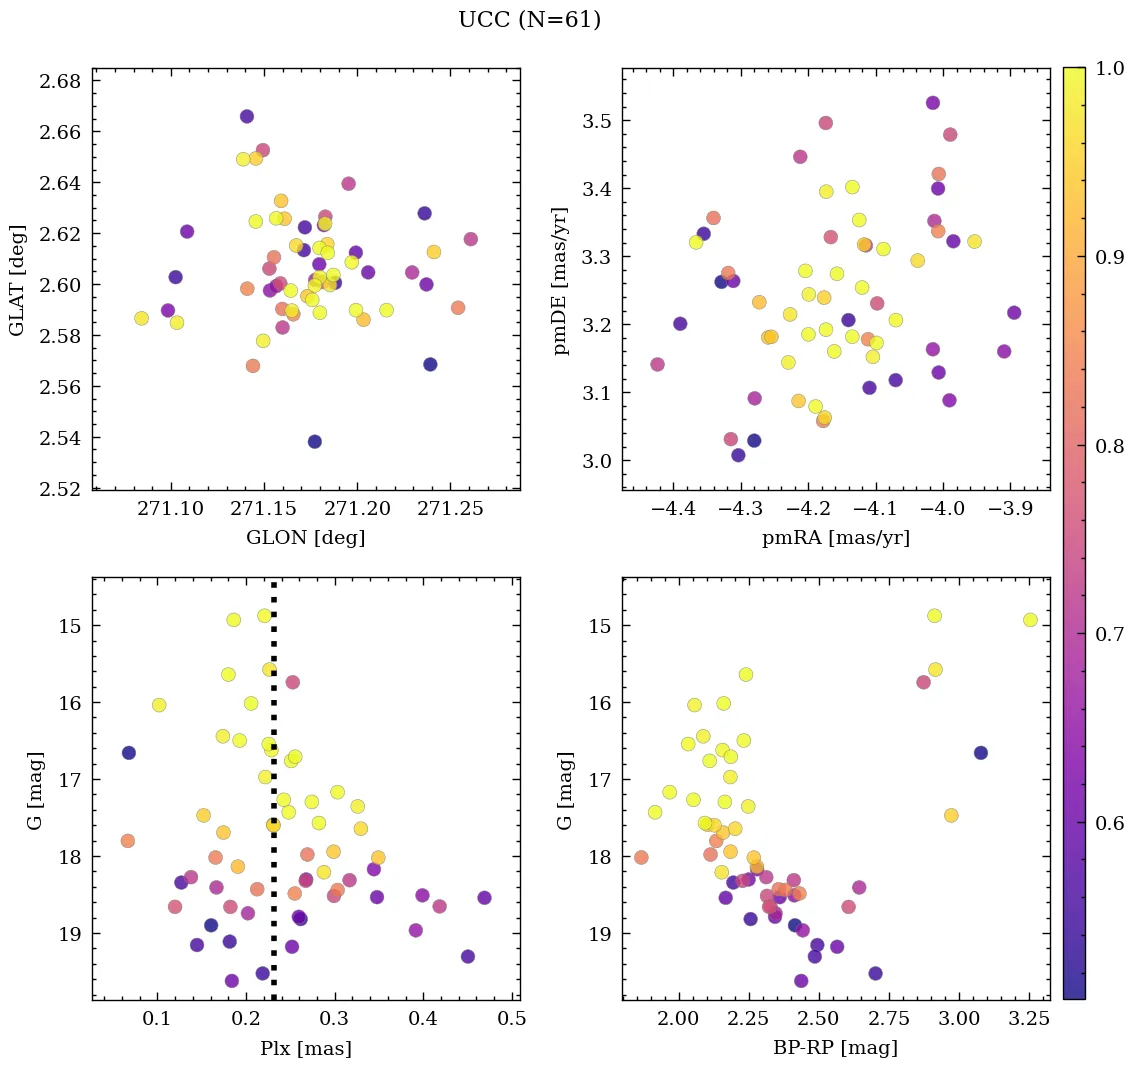 UCC (N=61)
2.68
2.66
2.64
2.62
2.60
2.58
2.56
2.54
2.52
GLAT [deg]
271.10 271.15 271.20 271.25
GLON [deg]
3.5
3.4
3.3
3.2
3.1
3.0
pmDE [mas/yr]
−4.4 −4.3 −4.2 −4.1 −4.0 −3.9
pmRA [mas/yr]
1.0
0.9
0.8
0.7
0.6
15
16
17
18
19
G [mag]
0.1 0.2 0.3 0.4 0.5
Plx [mas]
15
16
17
18
19
G [mag]
2.00 2.25 2.50 2.75 3.00 3.25
BP-RP [mag]